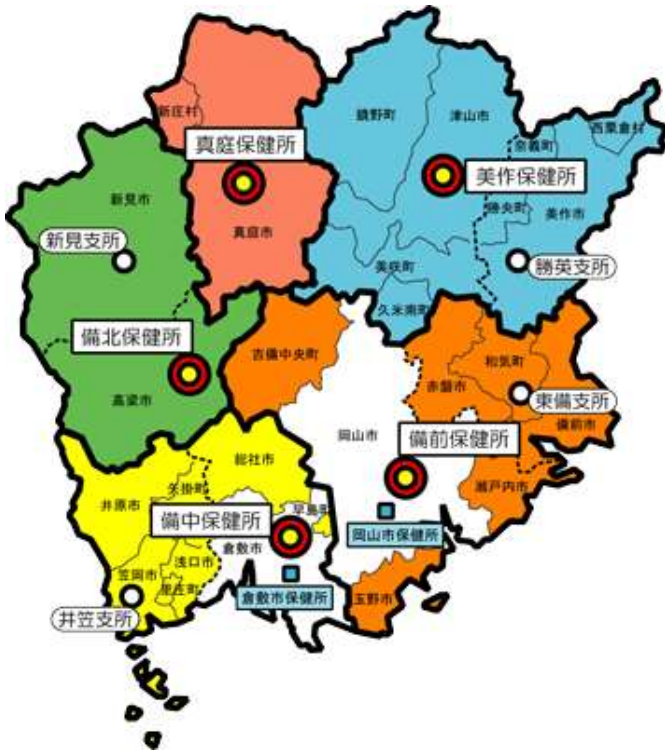 鏡野町
津山市
新庄村
西粟倉村
奈義町
真庭保健所
美作保健所
新見市
勝央町
美作市
真庭市
新見支所
美咲町
勝英支所
久米南町
備北保健所
吉備中央町
和気町
赤磐市
高梁市
東備支所
備前市
岡山市
備前保健所
総社市
矢掛町
瀬戸内市
井原市
早島町
備中保健所
岡山市保健所
倉敷市
浅口市
笠岡市
里庄町
倉敷市保健所
玉野市
井笠支所